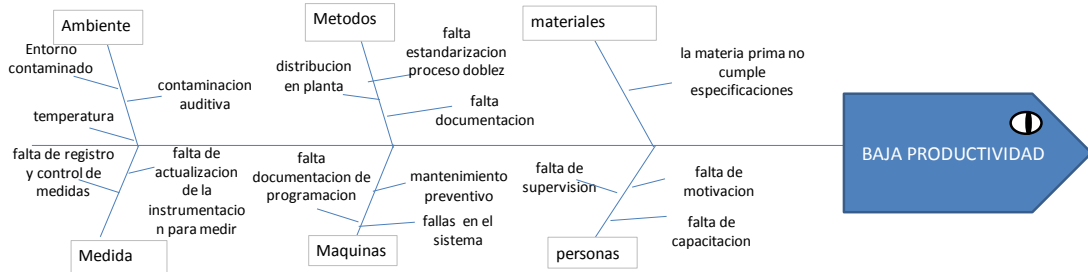 Ambiente
Entorno
contaminado
contaminacion
auditiva
temperatura
Metodos
falta
estandarizacion
proceso doblez
distribucion
en planta
falta
documentacion
materiales
la materia prima no
cumple
especificaciones
BAJA PRODUCTIVIDAD
falta de registro
y control de
medidas
falta de
actualizacion
de la
instrumentacio
n para medir
Medida
falta
documentacion de
programacion
mantenimiento
preventivo
fallas en el
sistema
Maquinas
falta de
supervision
falta de
motivacion
falta de
capacitacion
personas